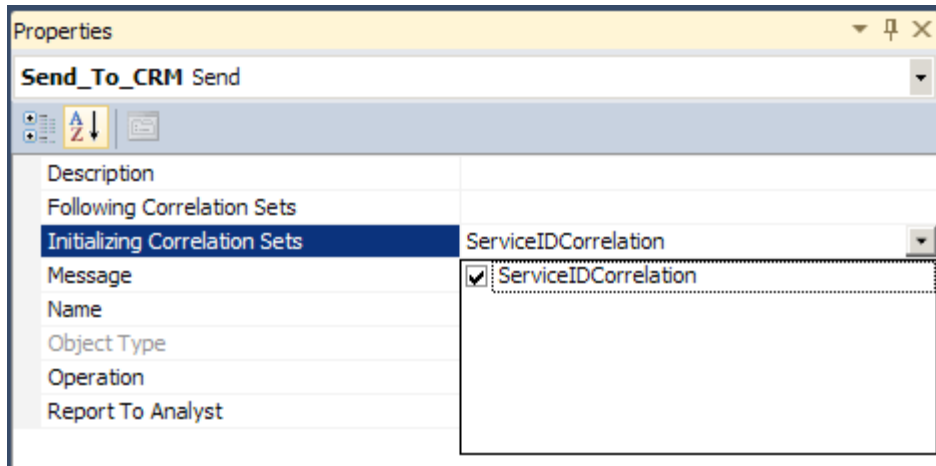 Properties
Send_To_CRM Send
A
Z
Description
Following Correlation Sets
Initializing Correlation Sets ServiceIDCorrelation
Message ServiceIDCorrelation
Name
Object Type
Operation
Report To Analyst